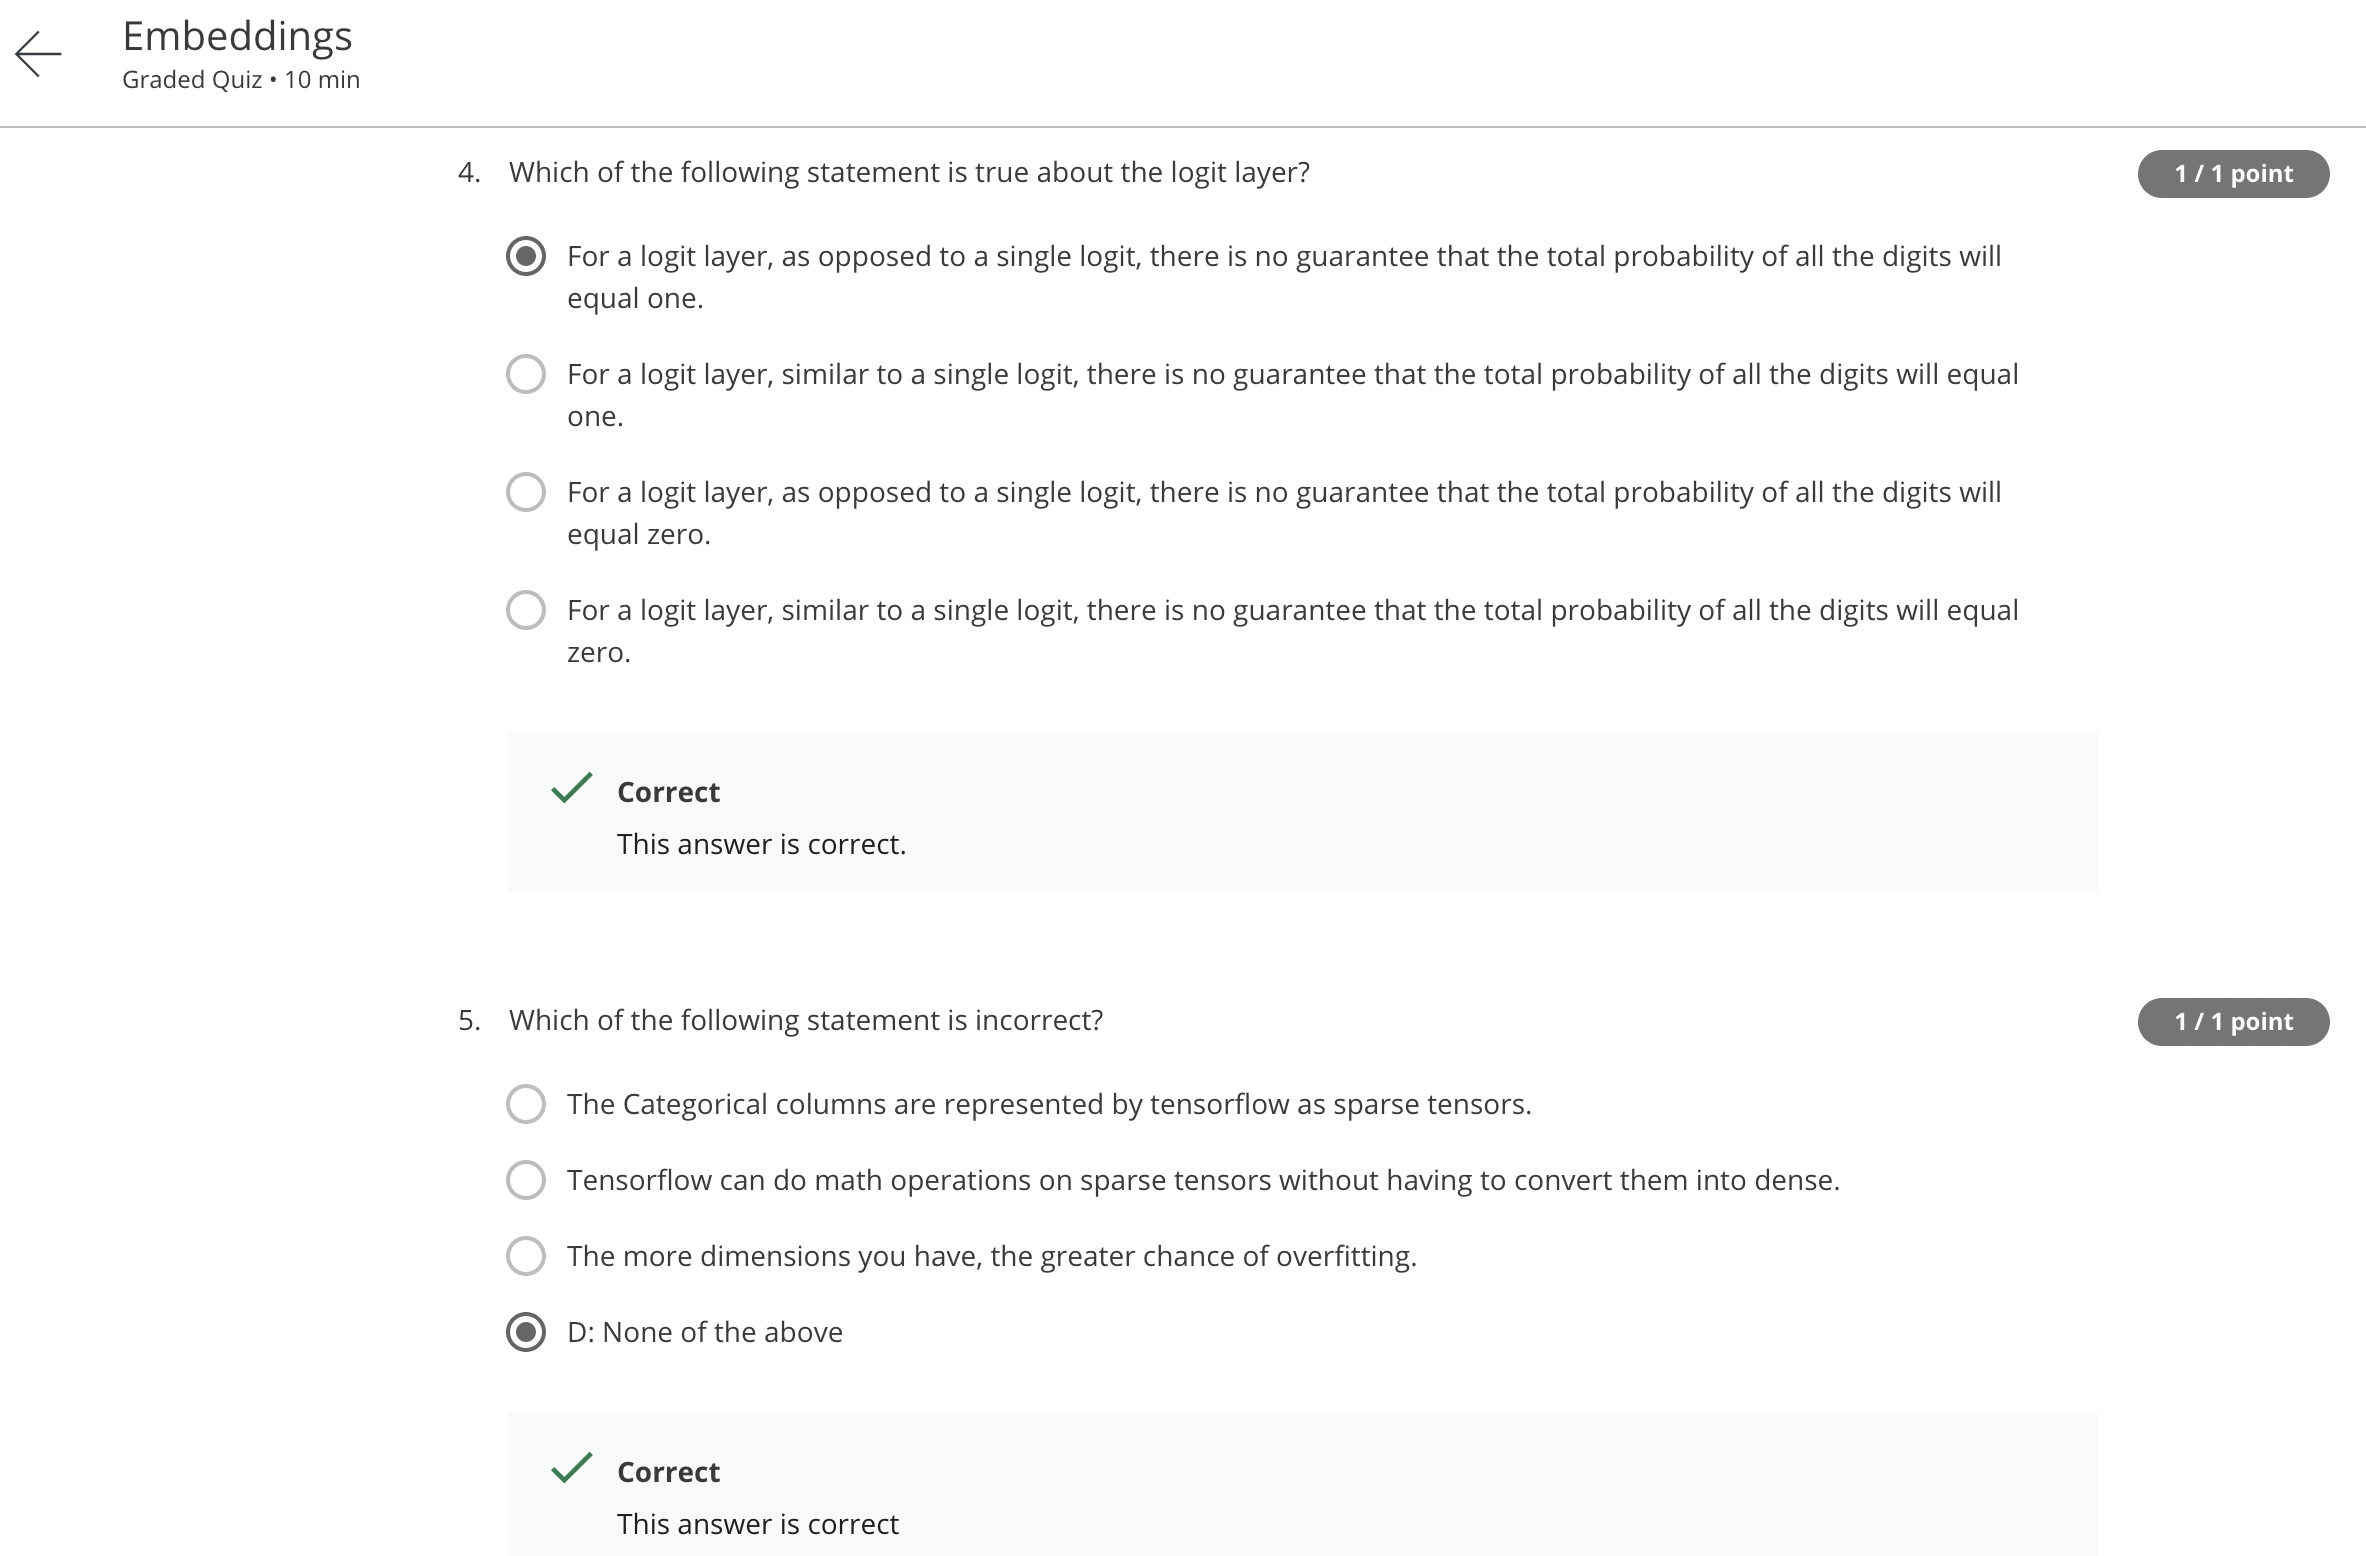 Embeddings
Graded Quiz • 10 min
4. Which of the following statement is true about the logit layer?
1 / 1 point
For a logit layer, as opposed to a single logit, there is no guarantee that the total probability of all the digits will
equal one.
For a logit layer, similar to a single logit, there is no guarantee that the total probability of all the digits will equal
one.
For a logit layer, as opposed to a single logit, there is no guarantee that the total probability of all the digits will
equal zero.
For a logit layer, similar to a single logit, there is no guarantee that the total probability of all the digits will equal
zero.
Correct
This answer is correct.
5. Which of the following statement is incorrect?
1 / 1 point
The Categorical columns are represented by tensorflow as sparse tensors.
Tensorflow can do math operations on sparse tensors without having to convert them into dense.
The more dimensions you have, the greater chance of overfitting.
D: None of the above
Correct
This answer is correct